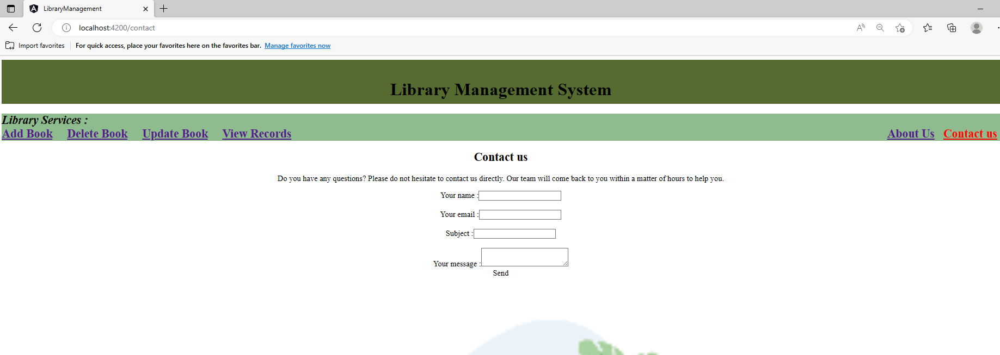 LibraryManagement
localhost:4200/contact
Import favorites For quick access, place your favorites here on the favorites bar. Manage favorites now
Library Management System
Library Services :
Add Book Delete Book Update Book View Records About Us Contact us
Contact us
Do you have any questions? Please do not hesitate to contact us directly. Our team will come back to you within a matter of hours to help you.
Your name :
Your email :
Subject :
Your message :
Send